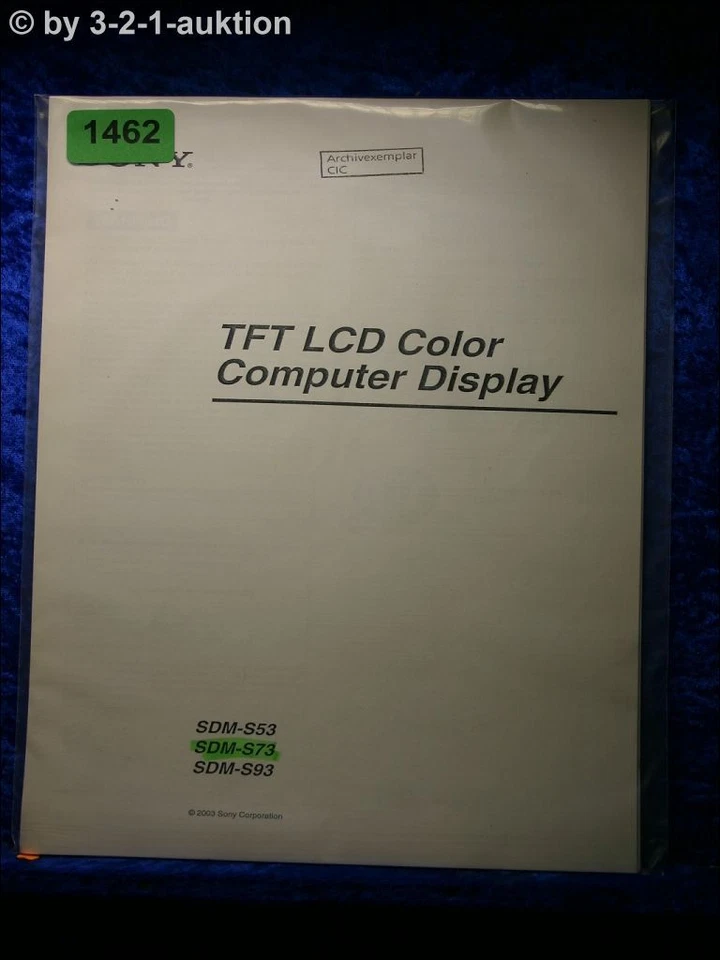 © by 3-2-1-auktion
1462
Archivexemplar
CIC
TFT LCD Color
Computer Display
SDM-S53
SDM-S73
SDM-S93
© 2003 Sony Corporation